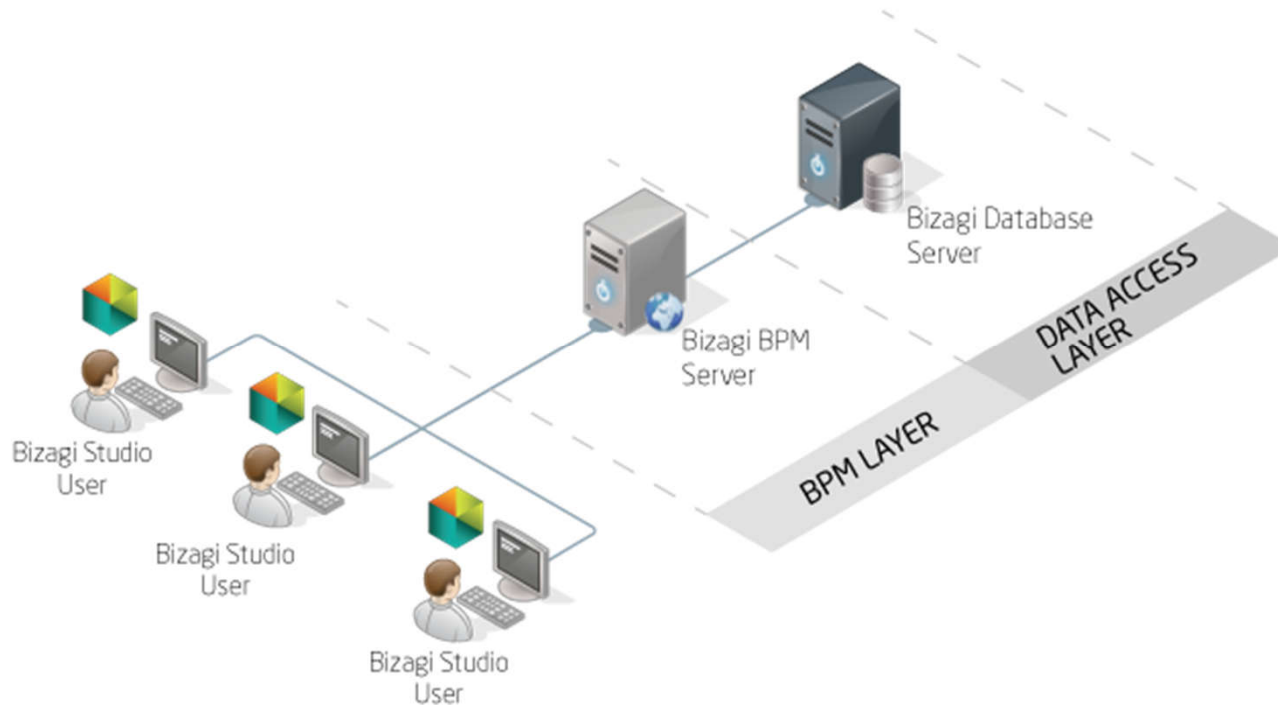 Bizagi Database
Server
Bizagi BPM
Server
DATA ACCESS
LAYER
BPM LAYER
Bizagi Studio
User
Bizagi Studio
User
Bizagi Studio
User